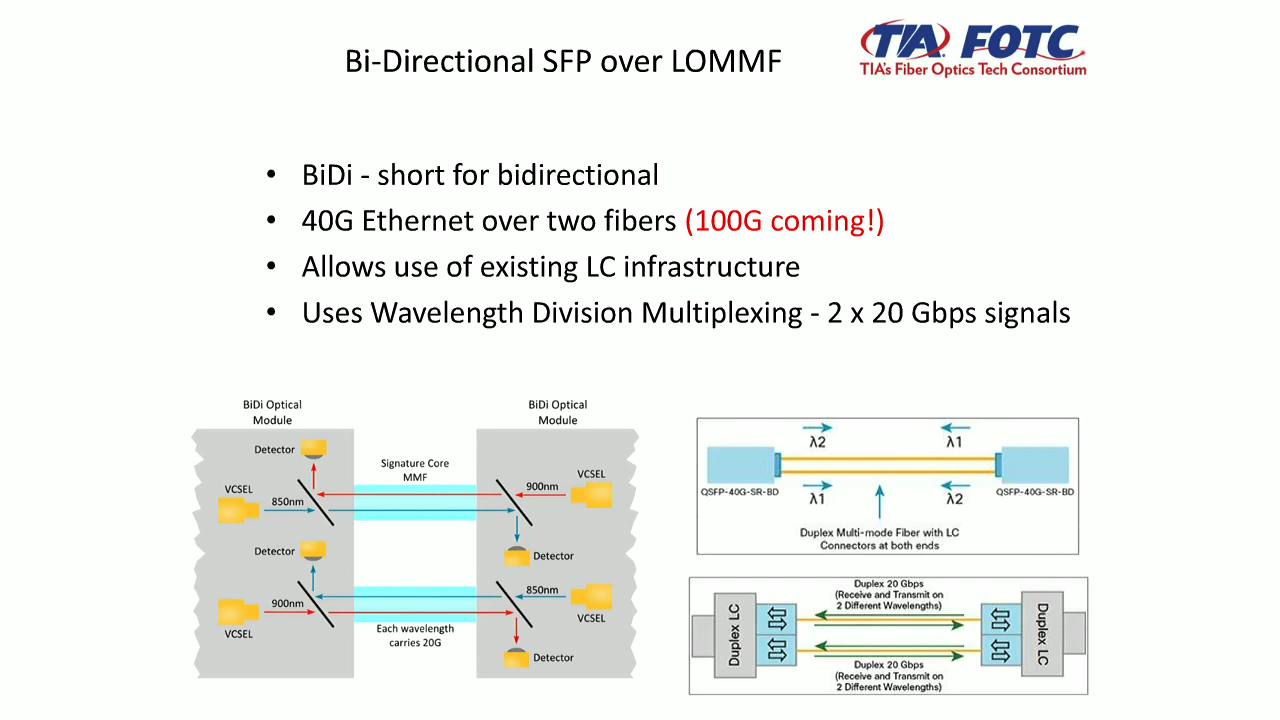 Bi-Directional SFP over LOMMF
TIA FOTC
TIA's Fiber Optics Tech Consortium
• BiDi - short for bidirectional
• 40G Ethernet over two fibers (100G coming!)
• Allows use of existing LC infrastructure
• Uses Wavelength Division Multiplexing - 2 x 20 Gbps signals
BiDi Optical
Module
BiDi Optical
Module
Detector
Signature Core
MMF
VCSEL
850nm
900nm
VCSEL
Detector
Detector
900nm
VCSEL
850nm
VCSEL
Each wavelength
carries 20G
Detector
λ2
λ1
QSFP-40G-SR-BD
QSFP-40G-SR-BD
λ1
λ2
Duplex Multi-mode Fiber with LC
Connectors at both ends
Duplex 20 Gbps
(Receive and Transmit on
2 Different Wavelengths)
Duplex LC
Duplex LC
Duplex 20 Gbps
(Receive and Transmit on
2 Different Wavelengths)